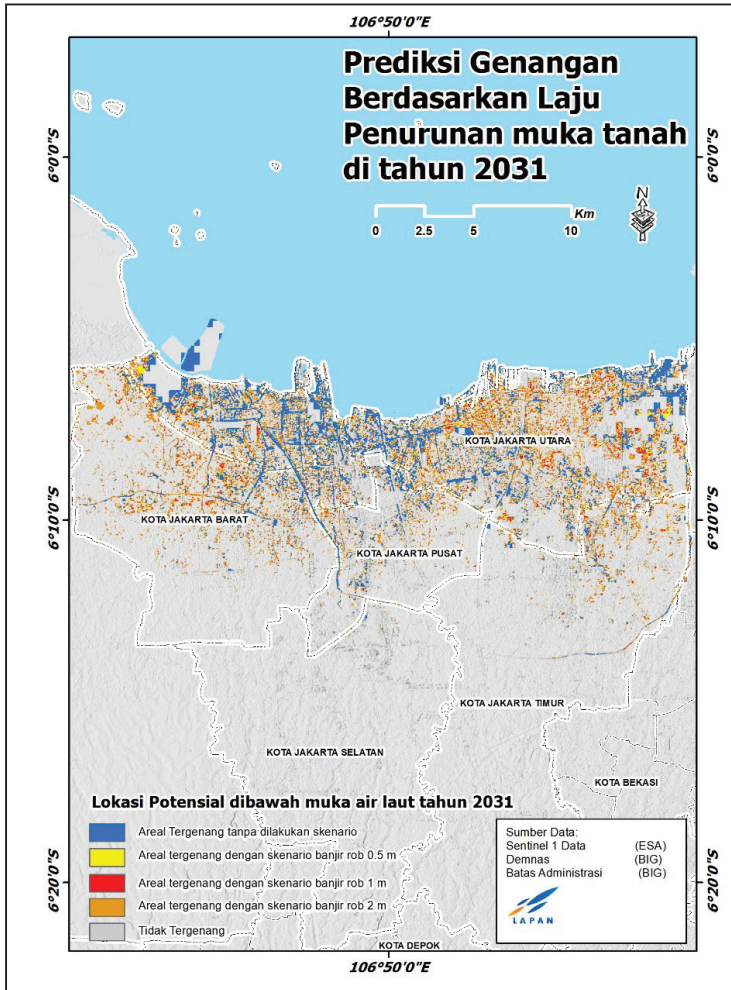 106°50'0"E
Prediksi Genangan
Berdasarkan Laju
Penurunan muka tanah
di tahun 2031
6°0'0"S
6°0'0"S
N
Km
0 2.5 5 10
KOTA JAKARTA UTARA
6°10'0"S
6°10'0"S
KOTA JAKARTA BARAT
KOTA JAKARTA PUSAT
KOTA JAKARTA TIMUR
KOTA JAKARTA SELATAN
KOTA BEKASI
Lokasi Potensial dibawah muka air laut tahun 2031
Areal Tergenang tanpa dilakukan skenario
Areal tergenang dengan skenario banjir rob 0.5 m
Areal tergenang dengan skenario banjir rob 1 m
Areal tergenang dengan skenario banjir rob 2 m
Tidak Tergenang
Sumber Data:
Sentinel 1 Data (ESA)
Demnas (BIG)
Batas Administrasi (BIG)
LAPAN
6°20'0"S
6°20'0"S
KOTA DEPOK
106°50'0"E